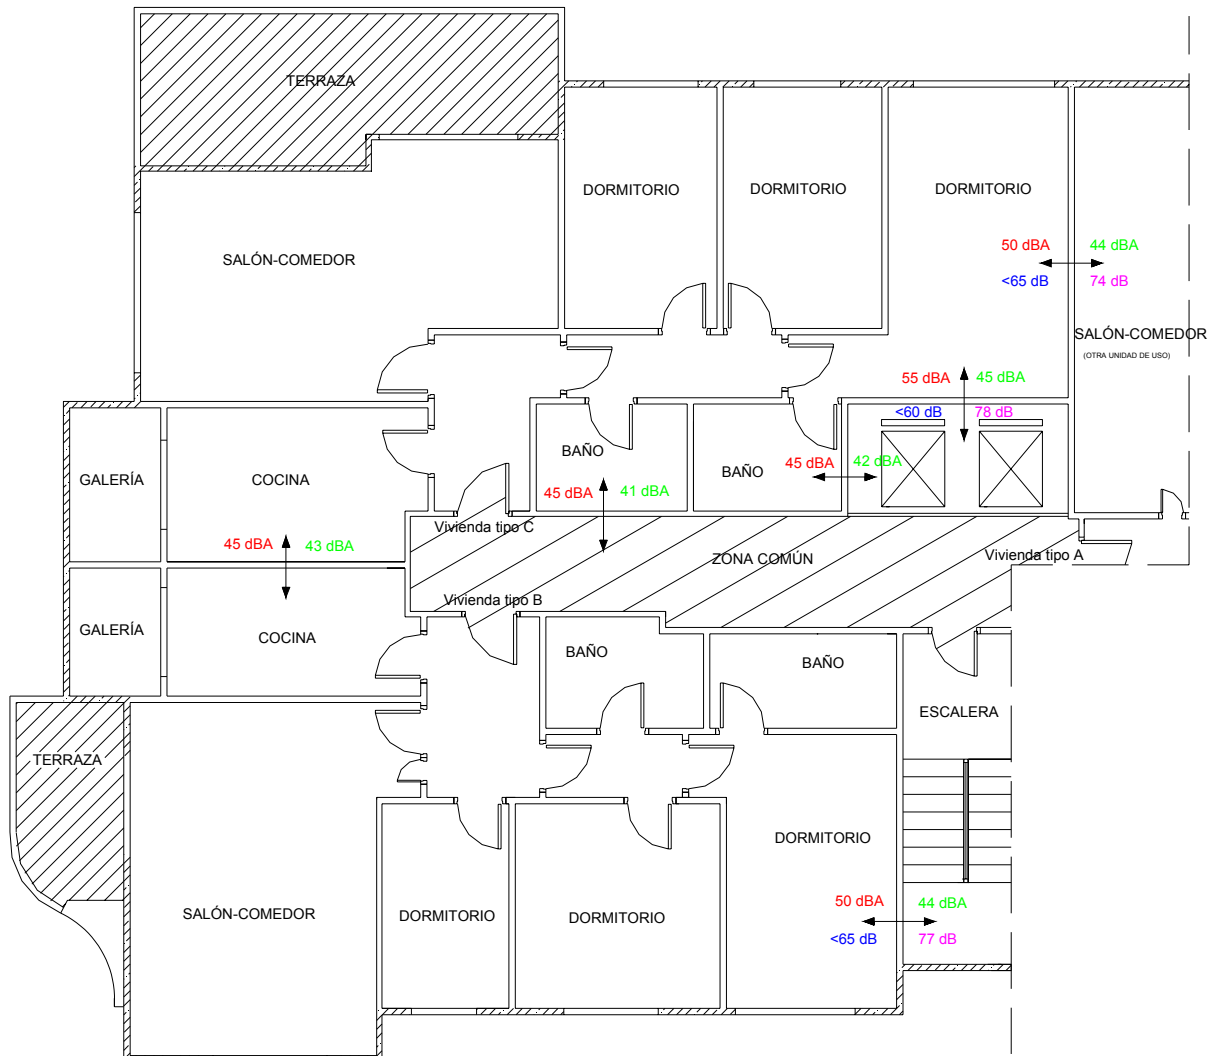 TERRAZA
DORMITORIO
DORMITORIO
DORMITORIO
SALÓN-COMEDOR
50 dBA
44 dBA
<65 dB
74 dB
SALÓN-COMEDOR
(OTRA UNIDAD DE USO)
55 dBA
45 dBA
<60 dB
78 dB
GALERÍA
COCINA
BAÑO
BAÑO
45 dBA
42 dBA
45 dBA
41 dBA
Vivienda tipo C
45 dBA
43 dBA
ZONA COMÚN
Vivienda tipo A
Vivienda tipo B
GALERÍA
COCINA
BAÑO
BAÑO
ESCALERA
TERRAZA
DORMITORIO
SALÓN-COMEDOR
DORMITORIO
DORMITORIO
50 dBA
44 dBA
<65 dB
77 dB